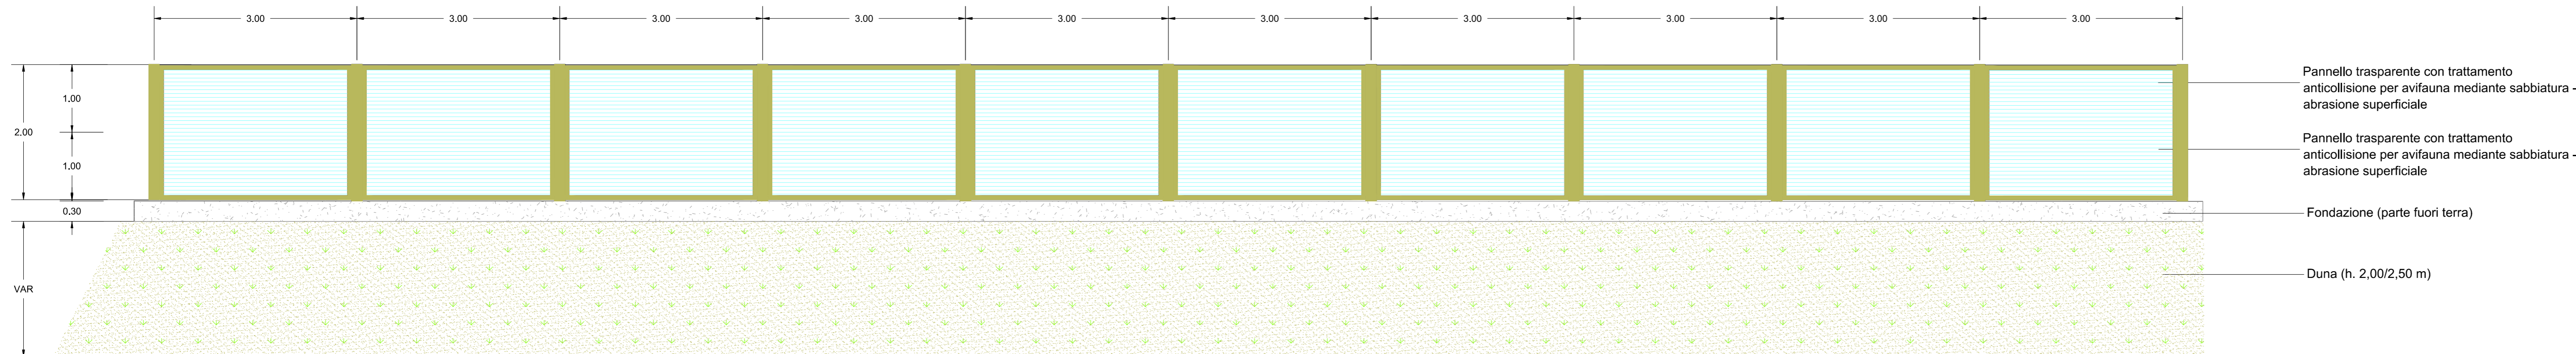 3.00 3.00 3.00 3.00 3.00 3.00 3.00 3.00 3.00 3.00
Pannello trasparente con trattamento
anticollisione per avifauna mediante sabbiatura -
abrasione superficiale
1.00
2.00
Pannello trasparente con trattamento
anticollisione per avifauna mediante sabbiatura -
abrasione superficiale
1.00
0.30
Fondazione (parte fuori terra)
Duna (h. 2,00/2,50 m)
VAR